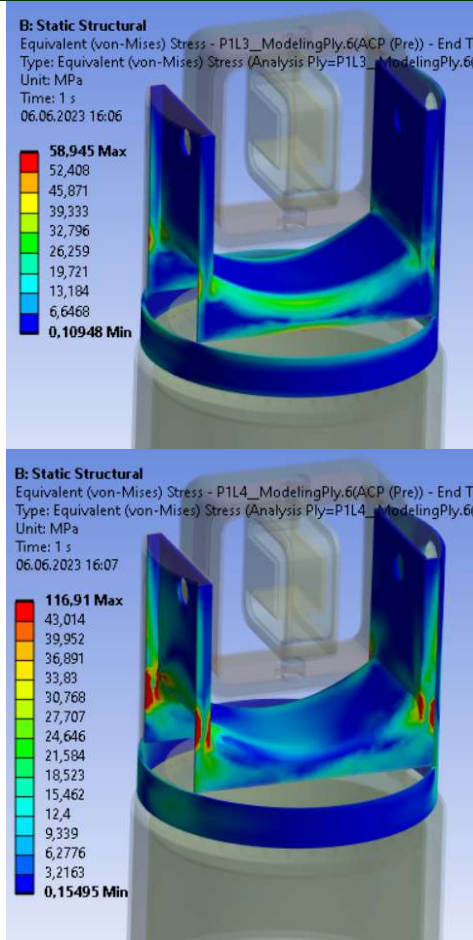 B: Static Structural
Equivalent (von-Mises) Stress - P1L3__ModelingPly.6(ACP (Pre)) - End T
Type: Equivalent (von-Mises) Stress (Analysis Ply=P1L3_ModelingPly.6(
Unit: MPa
Time: 1 s
06.06.2023 16:06
58,945 Max
52,408
45,871
39,333
32,796
26,259
19,721
13,184
6,6468
0,10948 Min
B: Static Structural
Equivalent (von-Mises) Stress - P1L4__ModelingPly.6(ACP (Pre)) - End T
Type: Equivalent (von-Mises) Stress (Analysis Ply=P1L4_ModelingPly.6(
Unit: MPa
Time: 1 s
06.06.2023 16:07
116,91 Max
43,014
39,952
36,891
33,83
30,768
27,707
24,646
21,584
18,523
15,462
12,4
9,339
6,2776
3,2163
0,15495 Min